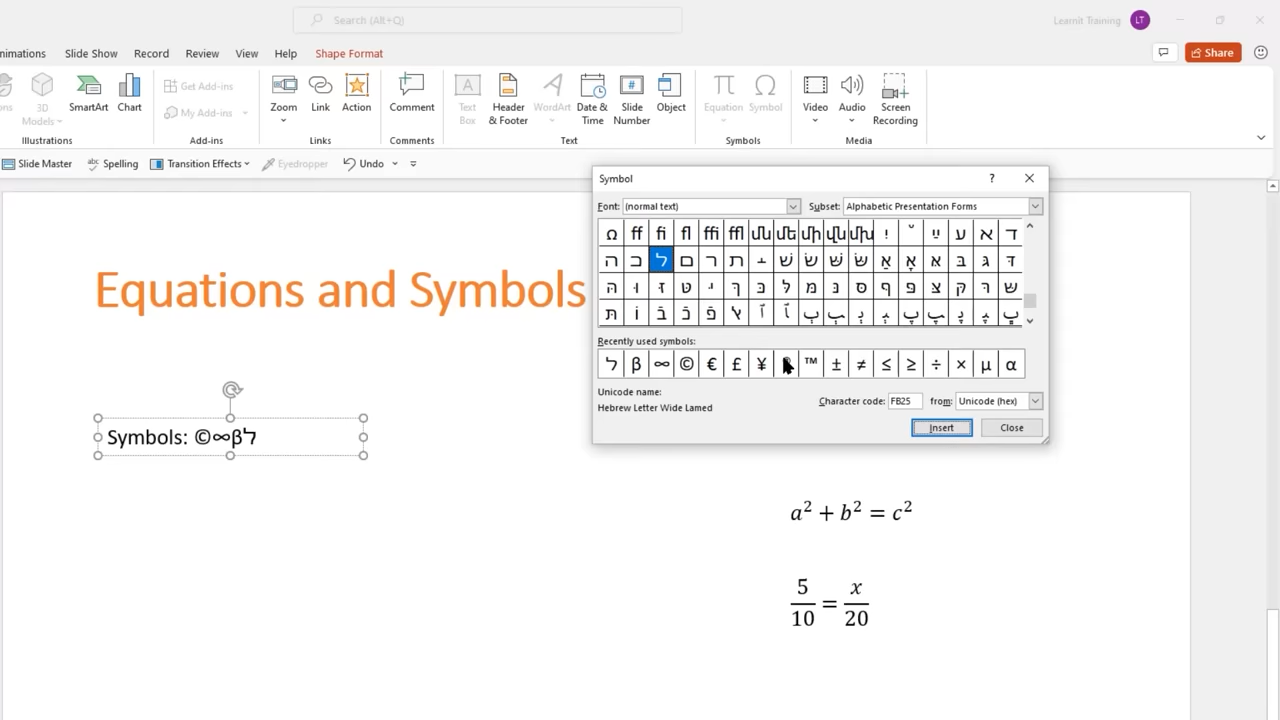 Search (Alt+Q)
LearnIt Training
LT
nimations Slide Show Record Review View Help Shape Format
Share
3D Models
SmartArt
Chart
Get Add-ins
My Add-ins
Zoom
Link
Action
Comment
Text Box
Header & Footer
WordArt
Date & Time
Slide Number
Object
Equation
Symbol
Video
Audio
Screen Recording
Illustrations Add-ins Links Comments Text Symbols Media
Slide Master Spelling Transition Effects Eyedropper Undo
Symbol
Font: (normal text) Subset: Alphabetic Presentation Forms
Recently used symbols:
ל β ∞ © € £ ¥ ™ ± ≠ ≤ ≥ ÷ × µ α
Unicode name:
Hebrew Letter Wide Lamed
Character code: FB25 from: Unicode (hex)
Insert Close
Equations and Symbols
Symbols: ©∞βל
a² + b² = c²
5/10 = x/20